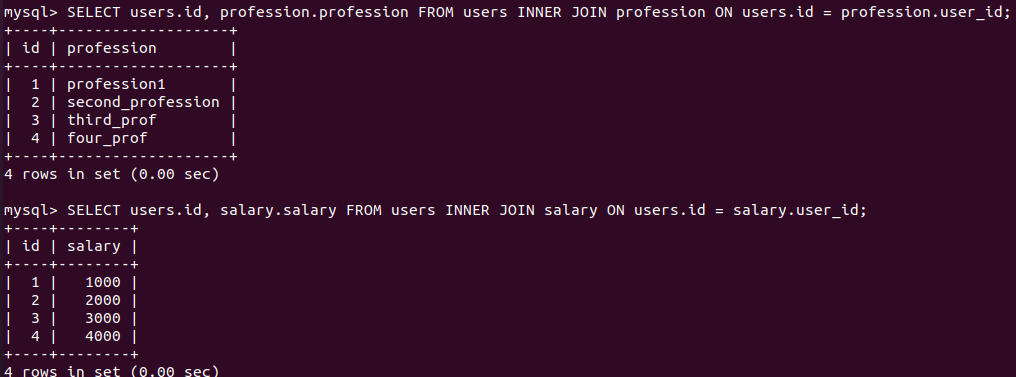 mysql> SELECT users.id, profession.profession FROM users INNER JOIN profession ON users.id = profession.user_id;
+----+-------------------+
| id | profession        |
+----+-------------------+
|  1 | profession1       |
|  2 | second_profession |
|  3 | third_prof        |
|  4 | four_prof         |
+----+-------------------+
4 rows in set (0.00 sec)
mysql> SELECT users.id, salary.salary FROM users INNER JOIN salary ON users.id = salary.user_id;
+----+--------+
| id | salary |
+----+--------+
|  1 |   1000 |
|  2 |   2000 |
|  3 |   3000 |
|  4 |   4000 |
+----+--------+
4 rows in set (0.00 sec)